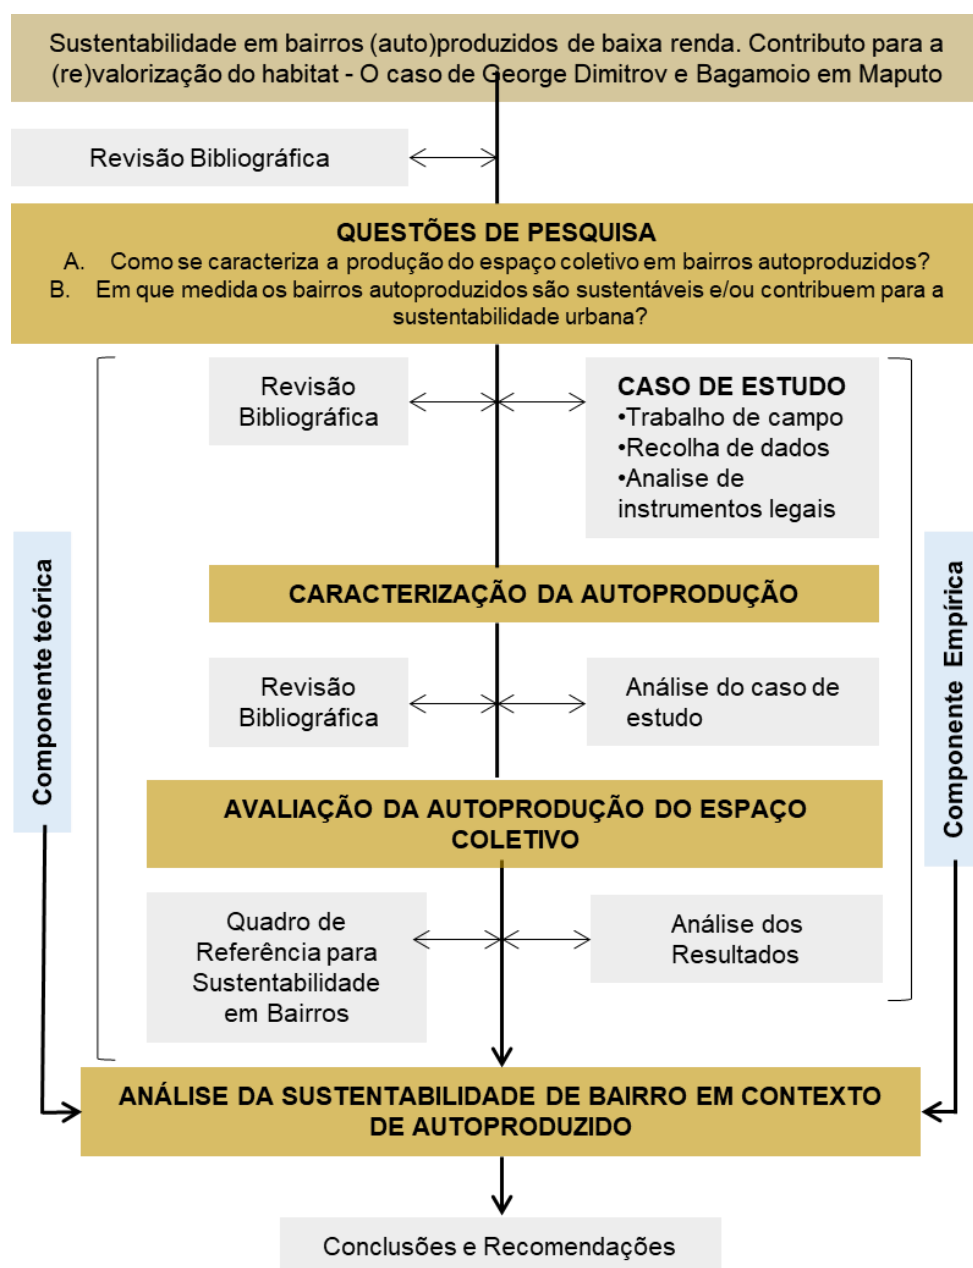 Sustentabilidade em bairros (auto)produzidos de baixa renda. Contributo para a
(re)valorização do habitat - O caso de George Dimitrov e Bagamoio em Maputo
Revisão Bibliográfica
QUESTÕES DE PESQUISA
A. Como se caracteriza a produção do espaço coletivo em bairros autoproduzidos?
B. Em que medida os bairros autoproduzidos são sustentáveis e/ou contribuem para a
sustentabilidade urbana?
Revisão
Bibliográfica
CASO DE ESTUDO
•Trabalho de campo
•Recolha de dados
•Analise de
instrumentos legais
Componente teórica
Componente Empírica
CARACTERIZAÇÃO DA AUTOPRODUÇÃO
Revisão
Bibliográfica
Análise do caso de
estudo
AVALIAÇÃO DA AUTOPRODUÇÃO DO ESPAÇO
COLETIVO
Quadro de
Referência para
Sustentabilidade
em Bairros
Análise dos
Resultados
ANÁLISE DA SUSTENTABILIDADE DE BAIRRO EM CONTEXTO
DE AUTOPRODUZIDO
Conclusões e Recomendações